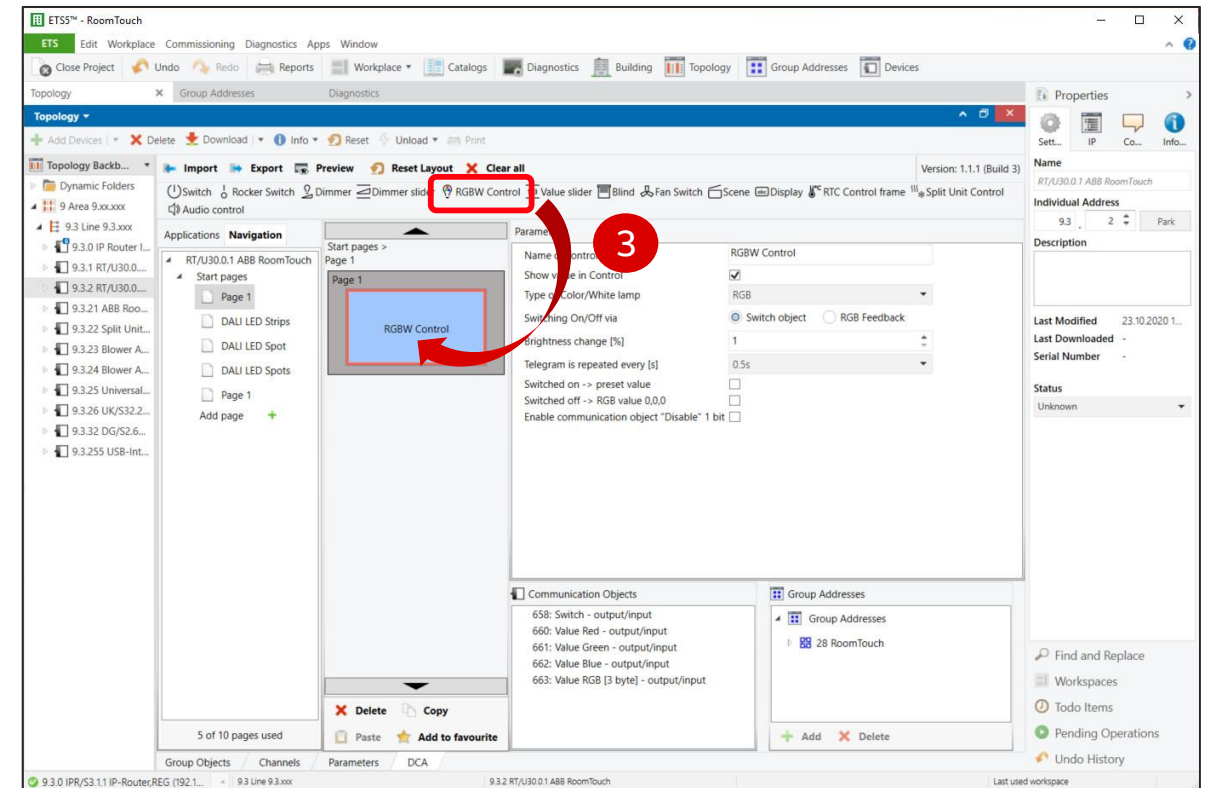 ETS5™ - RoomTouch
ETS Edit Workplace Commissioning Diagnostics Apps Window
Close Project Undo Redo Reports Workplace Catalogs Diagnostics Building Topology Group Addresses Devices
Topology Group Addresses Diagnostics
Topology
Add Devices Delete Download Info Reset Unload Print
Topology Backb...
Dynamic Folders
9 Area 9.xx.xxx
9.3 Line 9.3.xxx
9.3.0 IP Router I...
9.3.1 RT/U30.0....
9.3.2 RT/U30.0....
9.3.21 ABB Roo...
9.3.22 Split Unit...
9.3.23 Blower A...
9.3.24 Blower A...
9.3.25 Universal...
9.3.26 UK/S32.2...
9.3.32 DG/S2.6...
9.3.255 USB-Int...
Import Export Preview Reset Layout Clear all
Version: 1.1.1 (Build 3)
Switch Rocker Switch Dimmer Dimmer slider RGBW Control Value slider Blind Fan Switch Scene Display RTC Control frame Split Unit Control
Audio control
Applications Navigation
RT/U30.0.1 ABB RoomTouch
Start pages
Page 1
DALI LED Strips
DALI LED Spot
DALI LED Spots
Page 1
Add page
5 of 10 pages used
Start pages >
Page 1
Page 1
RGBW Control
Delete Copy
Paste Add to favourite
3
RGBW Control
Show value in Control
Type of Color/White lamp RGB
Switching On/Off via Switch object RGB Feedback
Brightness change [%] 1
Telegram is repeated every [s] 0.5s
Switched on -> preset value
Switched off -> RGB value 0,0,0
Enable communication object "Disable" 1 bit
Communication Objects
658: Switch - output/input
660: Value Red - output/input
661: Value Green - output/input
662: Value Blue - output/input
663: Value RGB [3 byte] - output/input
Group Addresses
Group Addresses
28 RoomTouch
Add Delete
Group Objects Channels Parameters DCA
Properties
Sett... IP Co... Info...
Name
RT/U30.0.1 ABB RoomTouch
Individual Address
9.3 . 2 Park
Description
Last Modified 23.10.2020 1...
Last Downloaded -
Serial Number -
Status
Unknown
Find and Replace
Workspaces
Todo Items
Pending Operations
Undo History
9.3.0 IPR/S3.1.1 IP-Router,REG (192.1... 9.3 Line 9.3.xxx 9.3.2 RT/U30.0.1 ABB RoomTouch Last used workspace